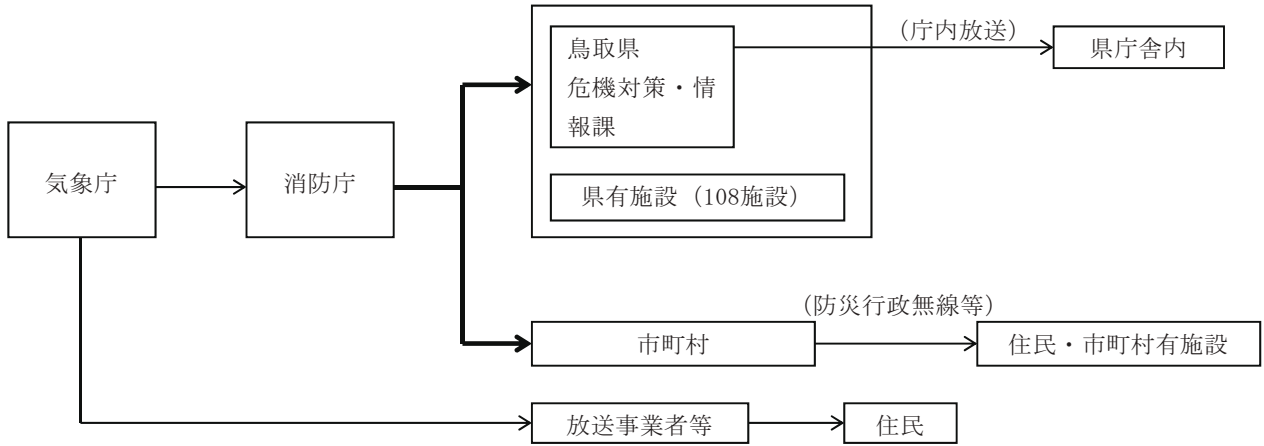 (庁内放送)
鳥取県
危機対策・情
報課
県庁舎内
気象庁
消防庁
県有施設(108施設)
(防災行政無線等)
市町村
住民・市町村有施設
放送事業者等
住民